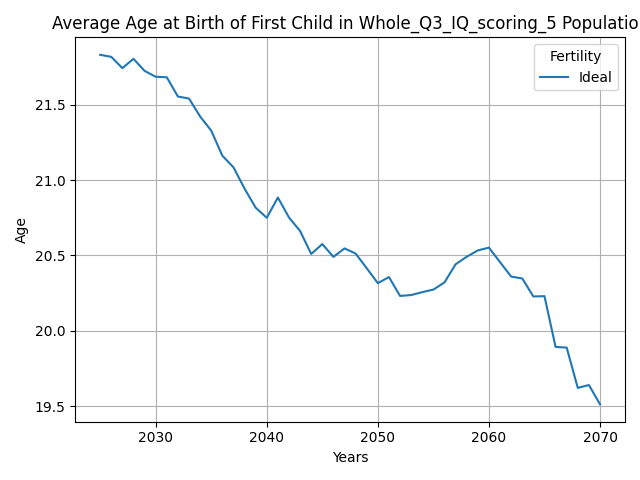 Average Age at Birth of First Child in Whole_Q3_IQ_scoring_5 Populatio
Fertility
Ideal
21.5
21.0
20.5
20.0
19.5
Age
2030 2040 2050 2060 2070
Years